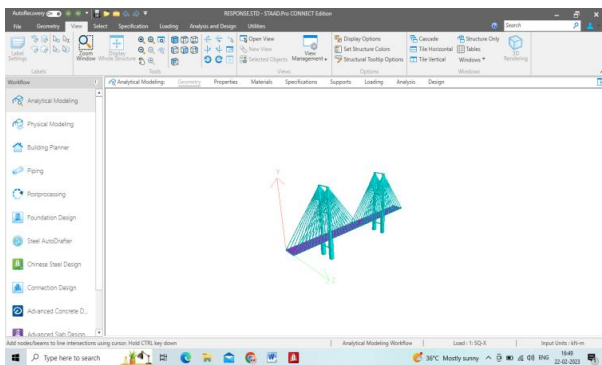 AutoRecovery ON
RESPONSE.STD - STAAD.Pro CONNECT Edition
File Geometry View Select Specification Loading Analysis and Design Utilities
Search
Label Settings
Zoom Window
Display Whole Structure
Open View
New View
Selected Objects
View Management
Display Options
Set Structure Colors
Structural Tooltip Options
Cascade
Tile Horizontal
Tile Vertical
Structure Only
Tables
Windows
3D Rendering
Labels Tools Views Options Windows
Workflow
Analytical Modeling: Geometry Properties Materials Specifications Supports Loading Analysis Design
Analytical Modeling
Physical Modeling
Building Planner
Piping
Postprocessing
Foundation Design
Steel AutoDrafter
Chinese Steel Design
Connection Design
Advanced Concrete D...
Advanced Slab Design
Y
Z
Add nodes/beams to line intersections using cursor. Hold CTRL key down
Analytical Modeling Workflow
Load : 1: SQ-X
Input Units : kN-m
Type here to search
36°C Mostly sunny
ENG
16:49
22-02-2023